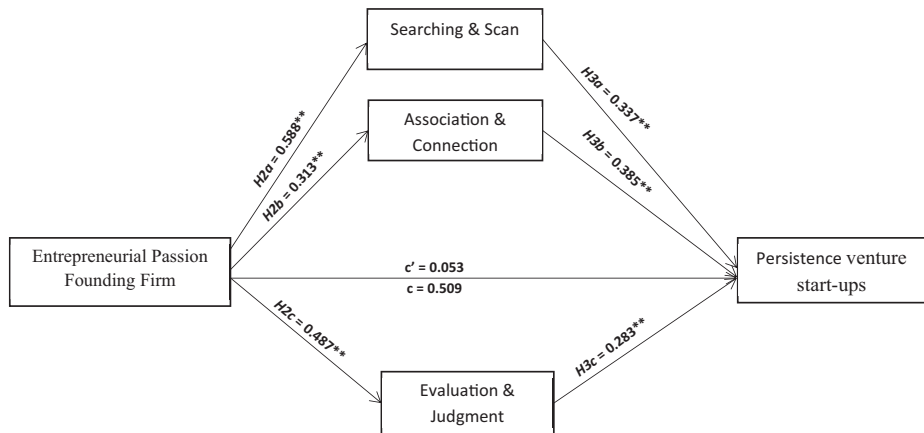 Searching & Scan
H2a = 0.588**
H3a = 0.337**
Association &
Connection
H2b = 0.313**
H3b = 0.385**
Entrepreneurial Passion
Founding Firm
c’ = 0.053
c = 0.509
Persistence venture
start-ups
H2c = 0.487**
H3c = 0.283**
Evaluation &
Judgment